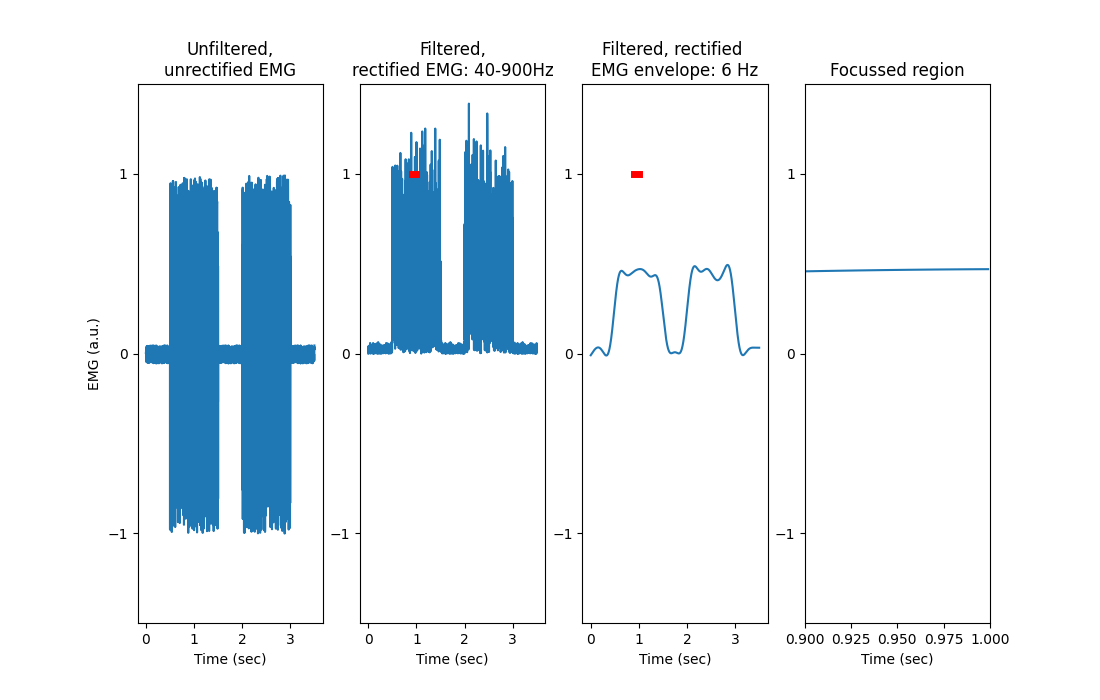 Unfiltered,
unrectified EMG
Filtered,
rectified EMG: 40-900Hz
Filtered, rectified
EMG envelope: 6 Hz
Focussed region
EMG (a.u.)
1
0
−1
0 1 2 3
Time (sec)
1
0
−1
0 1 2 3
Time (sec)
1
0
−1
0 1 2 3
Time (sec)
1
0
−1
0.900 0.925 0.950 0.975 1.000
Time (sec)